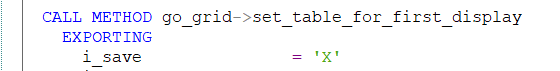 CALL METHOD go_grid->set_table_for_first_display
EXPORTING
i_save = 'X'